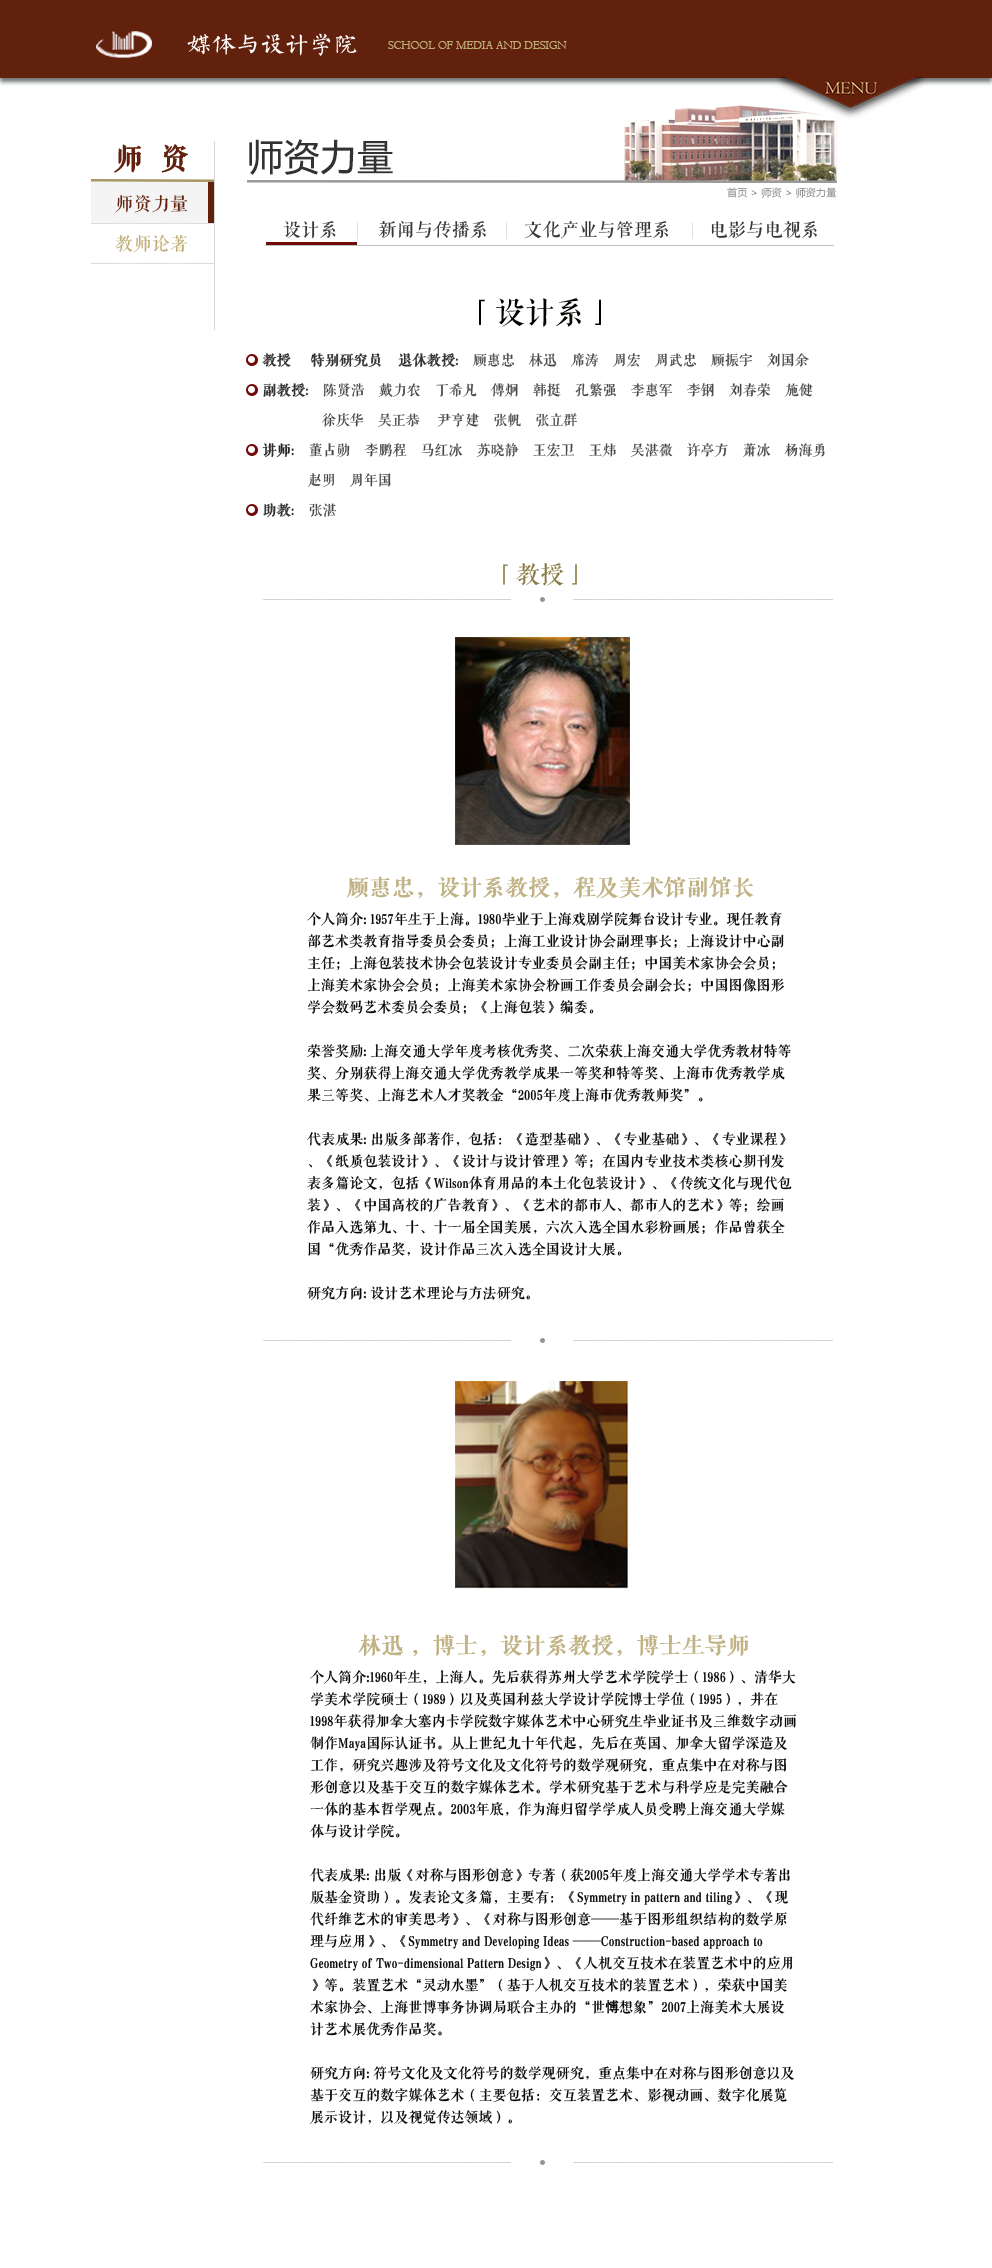 媒体与设计学院 SCHOOL OF MEDIA AND DESIGN
MENU
师 资
师资力量
教师论著
师资力量
首页 > 师资 > 师资力量
设计系 新闻与传播系 文化产业与管理系 电影与电视系
「设计系」
教授 特别研究员 退休教授: 顾惠忠 林迅 席涛 周宏 周武忠 顾振宇 刘国余
副教授: 陈贤浩 戴力农 丁希凡 傅炯 韩挺 孔繁强 李惠军 李钢 刘春荣 施健
徐庆华 吴正恭 尹亨建 张帆 张立群
讲师: 董占勋 李鹏程 马红冰 苏晓静 王宏卫 王炜 吴湛微 许亭方 萧冰 杨海勇
赵明 周年国
助教: 张湛
「教授」
顾惠忠，设计系教授，程及美术馆副馆长
个人简介: 1957年生于上海。1980毕业于上海戏剧学院舞台设计专业。现任教育
部艺术类教育指导委员会委员；上海工业设计协会副理事长；上海设计中心副
主任；上海包装技术协会包装设计专业委员会副主任；中国美术家协会会员；
上海美术家协会会员；上海美术家协会粉画工作委员会副会长；中国图像图形
学会数码艺术委员会委员；《上海包装》编委。
荣誉奖励: 上海交通大学年度考核优秀奖、二次荣获上海交通大学优秀教材特等
奖、分别获得上海交通大学优秀教学成果一等奖和特等奖、上海市优秀教学成
果三等奖、上海艺术人才奖教金“2005年度上海市优秀教师奖”。
代表成果: 出版多部著作，包括：《造型基础》、《专业基础》、《专业课程》
、《纸质包装设计》、《设计与设计管理》等；在国内专业技术类核心期刊发
表多篇论文，包括《Wilson体育用品的本土化包装设计》、《传统文化与现代包
装》、《中国高校的广告教育》、《艺术的都市人、都市人的艺术》等；绘画
作品入选第九、十、十一届全国美展，六次入选全国水彩粉画展；作品曾获全
国“优秀作品奖，设计作品三次入选全国设计大展。
研究方向: 设计艺术理论与方法研究。
林迅 ，博士，设计系教授，博士生导师
个人简介:1960年生，上海人。先后获得苏州大学艺术学院学士（1986）、清华大
学美术学院硕士（1989）以及英国利兹大学设计学院博士学位（1995），并在
1998年获得加拿大塞内卡学院数字媒体艺术中心研究生毕业证书及三维数字动画
制作Maya国际认证书。从上世纪九十年代起，先后在英国、加拿大留学深造及
工作，研究兴趣涉及符号文化及文化符号的数学观研究，重点集中在对称与图
形创意以及基于交互的数字媒体艺术。学术研究基于艺术与科学应是完美融合
一体的基本哲学观点。2003年底，作为海归留学学成人员受聘上海交通大学媒
体与设计学院。
代表成果: 出版《对称与图形创意》专著（获2005年度上海交通大学学术专著出
版基金资助）。发表论文多篇，主要有：《Symmetry in pattern and tiling》、《现
代纤维艺术的审美思考》、《对称与图形创意——基于图形组织结构的数学原
理与应用》、《Symmetry and Developing Ideas ——Construction-based approach to
Geometry of Two-dimensional Pattern Design》、《人机交互技术在装置艺术中的应用
》等。装置艺术“灵动水墨”（基于人机交互技术的装置艺术），荣获中国美
术家协会、上海世博事务协调局联合主办的“世博想象”2007上海美术大展设
计艺术展优秀作品奖。
研究方向: 符号文化及文化符号的数学观研究，重点集中在对称与图形创意以及
基于交互的数字媒体艺术（主要包括：交互装置艺术、影视动画、数字化展览
展示设计，以及视觉传达领域）。